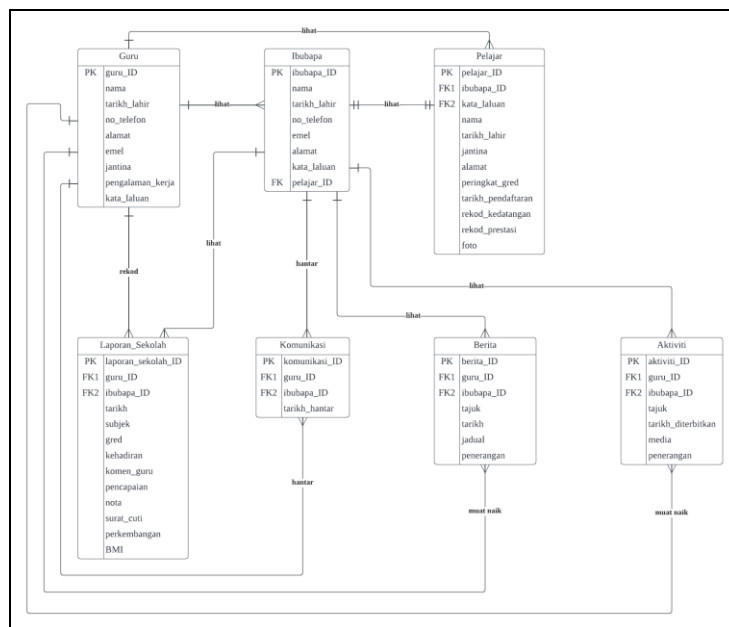 lihat
Guru
PK guru_ID
nama
tarikh_lahir
no_telefon
alamat
emel
jantina
pengalaman_kerja
kata_laluan
lihat
Ibubapa
PK ibubapa_ID
nama
tarikh_lahir
no_telefon
emel
alamat
kata_laluan
FK pelajar_ID
lihat
Pelajar
PK pelajar_ID
FK1 ibubapa_ID
FK2 kata_laluan
nama
tarikh_lahir
jantina
alamat
peringkat_gred
tarikh_pendaftaran
rekod_kedatangan
rekod_prestasi
foto
rekod
lihat
hantar
lihat
lihat
Laporan_Sekolah
PK laporan_sekolah_ID
FK1 guru_ID
FK2 ibubapa_ID
tarikh
subjek
gred
kehadiran
komen_guru
pencapaian
nota
surat_cuti
perkembangan
BMI
Komunikasi
PK komunikasi_ID
FK1 guru_ID
FK2 ibubapa_ID
tarikh_hantar
Berita
PK berita_ID
FK1 guru_ID
FK2 ibubapa_ID
tajuk
tarikh
jadual
penerangan
Aktiviti
PK aktiviti_ID
FK1 guru_ID
FK2 ibubapa_ID
tajuk
tarikh_diterbitkan
media
penerangan
hantar
muat naik
muat naik